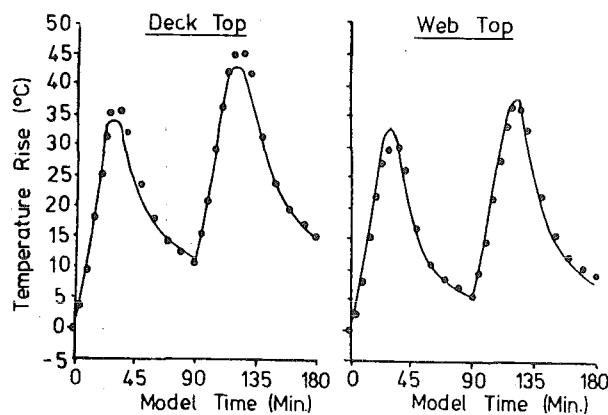 Deck Top
Web Top
Temperature Rise (°C)
50
45
40
35
30
25
20
15
10
5
0
-5
0 45 90 135 180
0 45 90 135 180
Model Time (Min.)
Model Time (Min.)